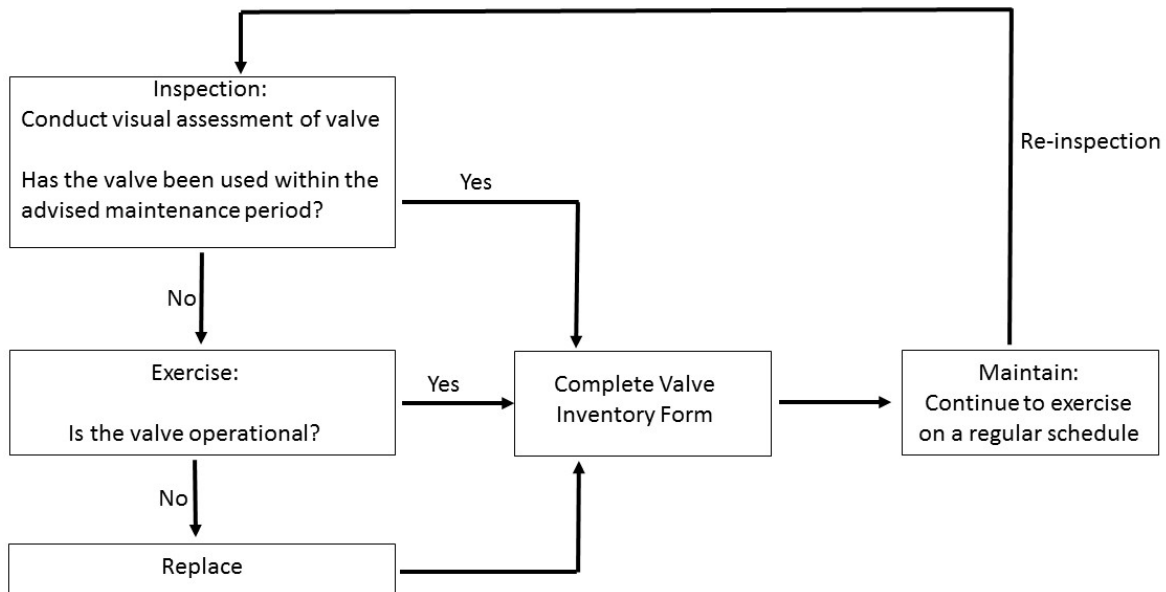 Inspection:
Conduct visual assessment of valve
Has the valve been used within the
advised maintenance period?
Yes
Re-inspection
No
Exercise:
Is the valve operational?
Yes
Complete Valve
Inventory Form
Maintain:
Continue to exercise
on a regular schedule
No
Replace